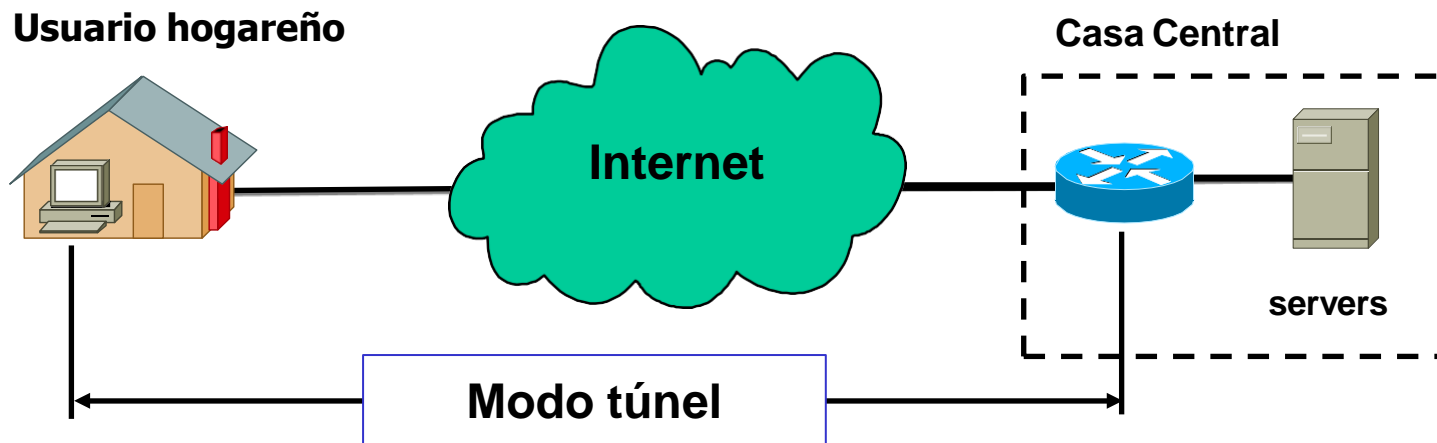 Usuario hogareño
Casa Central
Internet
servers
Modo túnel